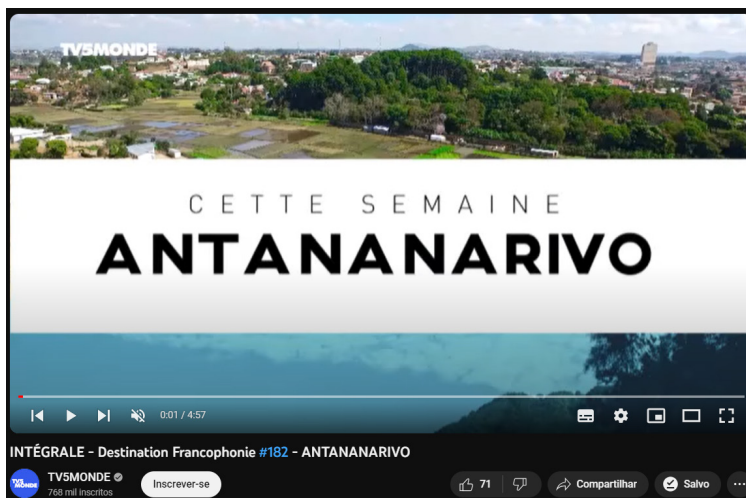 TV5MONDE
CETTE SEMAINE
ANTANANARIVO
0:01 / 4:57
INTÉGRALE - Destination Francophonie #182 - ANTANANARIVO
TV5MONDE
TV5MONDE
768 mil inscritos
Inscrever-se
71
Compartilhar
Salvo